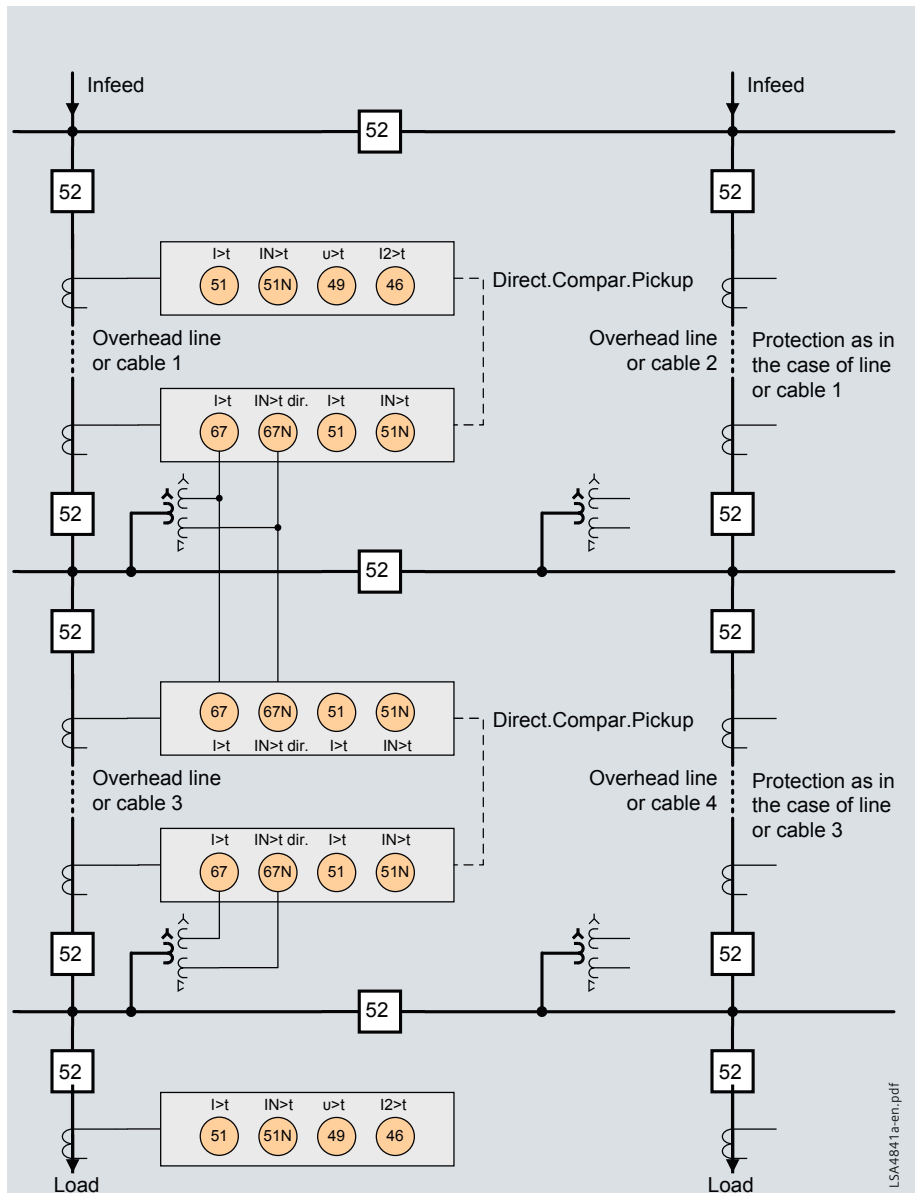 Infeed
Infeed
52
52
52
I>t IN>t υ>t I2>t
51 51N 49 46
Direct.Compar.Pickup
Overhead line
or cable 1
Overhead line
or cable 2
Protection as in
the case of line
or cable 1
I>t IN>t dir. I>t IN>t
67 67N 51 51N
52
52
52
52
52
67 67N 51 51N
I>t IN>t dir. I>t IN>t
Direct.Compar.Pickup
Overhead line
or cable 3
Overhead line
or cable 4
Protection as in
the case of line
or cable 3
I>t IN>t dir. I>t IN>t
67 67N 51 51N
52
52
52
52
52
I>t IN>t υ>t I2>t
51 51N 49 46
Load
Load
LSA4841a-en.pdf